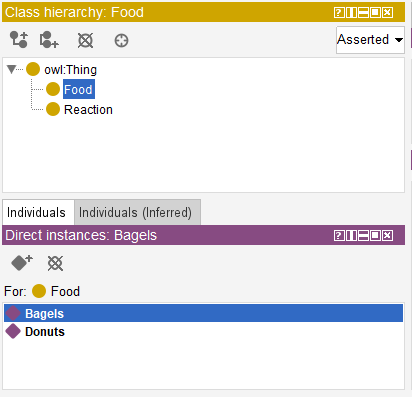 Class hierarchy: Food
Asserted
owl:Thing
Food
Reaction
Individuals
Individuals (Inferred)
Direct instances: Bagels
For: Food
Bagels
Donuts